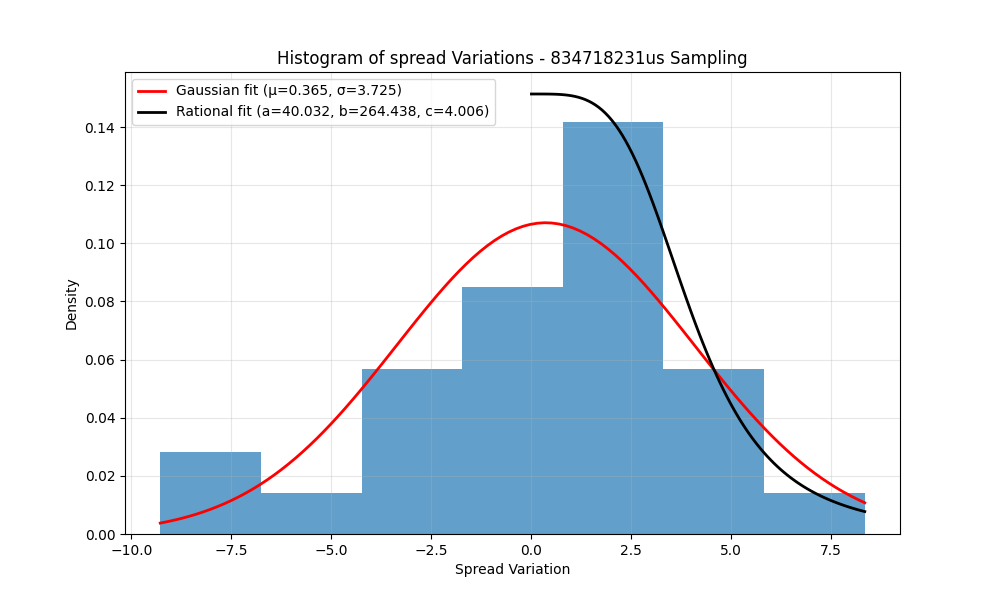 Histogram of spread Variations - 834718231us Sampling
Gaussian fit (μ=0.365, σ=3.725)
Rational fit (a=40.032, b=264.438, c=4.006)
0.14
0.12
0.10
0.08
0.06
0.04
0.02
0.00
Density
−10.0 −7.5 −5.0 −2.5 0.0 2.5 5.0 7.5
Spread Variation